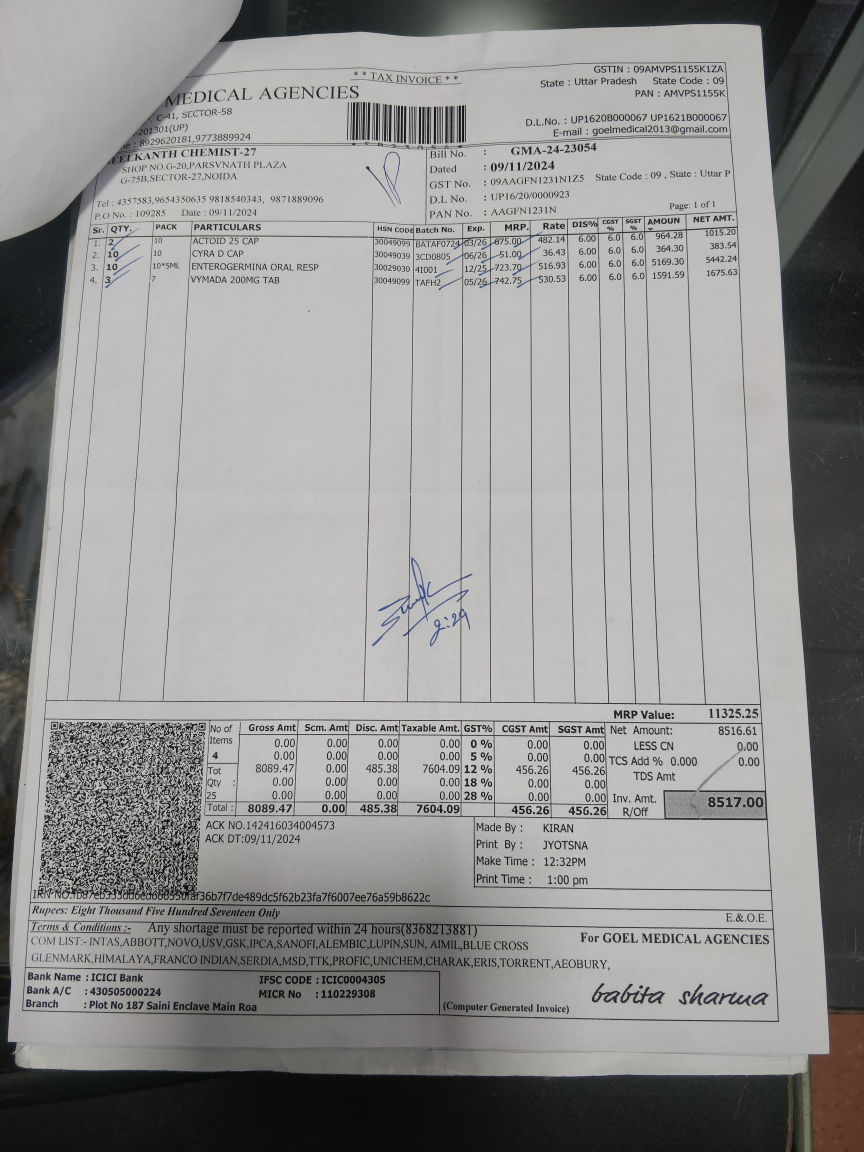 ** TAX INVOICE **
MEDICAL AGENCIES
C-41, SECTOR-58
-201301(UP)
: 8929620181,9773889924
GSTIN : 09AMVPS1155K1ZA
State : Uttar Pradesh State Code : 09
PAN : AMVPS1155K
D.L.No. : UP1620B000067 UP1621B000067
E-mail : goelmedical2013@gmail.com
EELKANTH CHEMIST-27
SHOP NO.G-20,PARSVNATH PLAZA
G-75B,SECTOR-27,NOIDA
Tel : 4357583,9654350635 9818540343, 9871889096
P.O No. : 109285 Date : 09/11/2024
Bill No. : GMA-24-23054
Dated : 09/11/2024
GST No. : 09AAGFN1231N1Z5 State Code : 09 , State : Uttar P
D.L. No. : UP16/20/0000923
PAN No. : AAGFN1231N
Page: 1 of 1
Sr. QTY. PACK PARTICULARS HSN CODE Batch No. Exp. MRP. Rate DIS% CGST % SGST % AMOUN NET AMT.
1. 2 10 ACTOID 25 CAP 30049099 BATAF0724 03/26 675.00 482.14 6.00 6.0 6.0 964.28 1015.20
2. 10 10 CYRA D CAP 30049039 3CD0805 06/26 51.00 36.43 6.00 6.0 6.0 364.30 383.54
3. 10 10*5ML ENTEROGERMINA ORAL RESP 30029030 4I001 12/25 723.70 516.93 6.00 6.0 6.0 5169.30 5442.24
4. 3 7 VYMADA 200MG TAB 30049099 TAFH2 05/26 742.75 530.53 6.00 6.0 6.0 1591.59 1675.63
2:29
MRP Value: 11325.25
No of Items 4 Tot Qty : 25
Gross Amt Scm. Amt Disc. Amt Taxable Amt. GST% CGST Amt SGST Amt
0.00 0.00 0.00 0.00 0 % 0.00 0.00
0.00 0.00 0.00 0.00 5 % 0.00 0.00
8089.47 0.00 485.38 7604.09 12 % 456.26 456.26
0.00 0.00 0.00 0.00 18 % 0.00 0.00
0.00 0.00 0.00 0.00 28 % 0.00 0.00
Total : 8089.47 0.00 485.38 7604.09 456.26 456.26
Net Amount: 8516.61
LESS CN 0.00
TCS Add % 0.000 0.00
TDS Amt
Inv. Amt. R/Off 8517.00
ACK NO.142416034004573
ACK DT:09/11/2024
Made By : KIRAN
Print By : JYOTSNA
Make Time : 12:32PM
Print Time : 1:00 pm
Rupees: Eight Thousand Five Hundred Seventeen Only
E.& O.E.
Terms & Conditions :- Any shortage must be reported within 24 hours(8368213881)
COM LIST:- INTAS,ABBOTT,NOVO,USV,GSK,IPCA,SANOFI,ALEMBIC,LUPIN,SUN, AIMIL,BLUE CROSS
GLENMARK,HIMALAYA,FRANCO INDIAN,SERDIA,MSD,TTK,PROFIC,UNICHEM,CHARAK,ERIS,TORRENT,AEOBURY,
For GOEL MEDICAL AGENCIES
Bank Name : ICICI Bank IFSC CODE : ICIC0004305
Bank A/C : 430505000224 MICR No : 110229308
Branch : Plot No 187 Saini Enclave Main Roa
(Computer Generated Invoice)
babita sharma